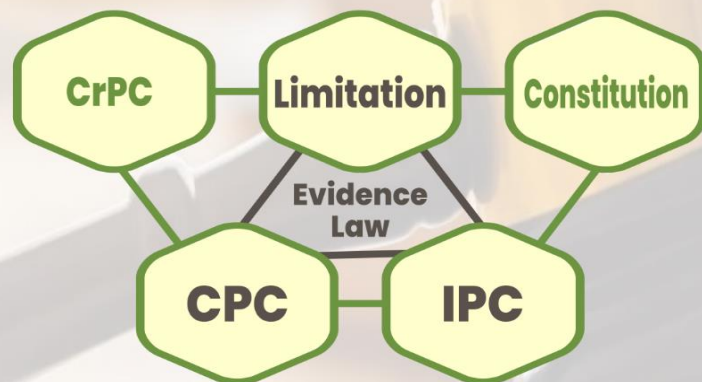 CrPC
Limitation
Constitution
Evidence
Law
CPC
IPC